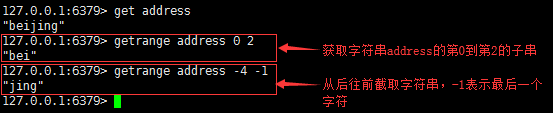 127.0.0.1:6379> get address
"beijing"
127.0.0.1:6379> getrange address 0 2
"bei"
获取字符串address的第0到第2的子串
127.0.0.1:6379> getrange address -4 -1
"jing"
从后往前截取字符串，-1表示最后一个
字符
127.0.0.1:6379>